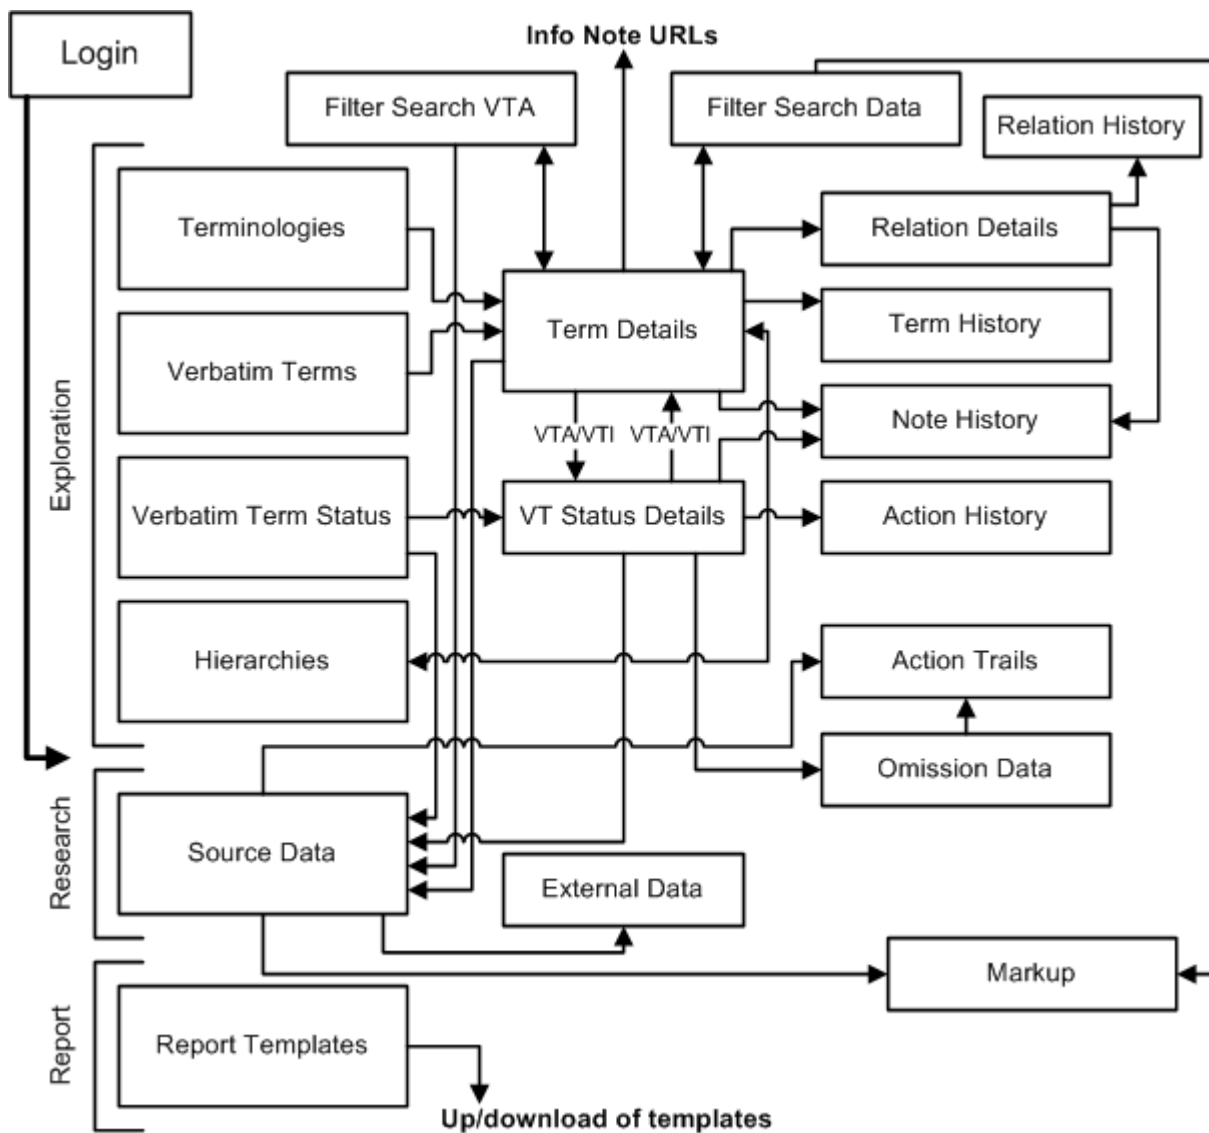 Login
Info Note URLs
Filter Search VTA
Filter Search Data
Relation History
Terminologies
Relation Details
Term Details
Term History
Verbatim Terms
Exploration
Note History
VTA/VTI
VTA/VTI
Verbatim Term Status
VT Status Details
Action History
Hierarchies
Action Trails
Omission Data
Research
Source Data
External Data
Markup
Report
Report Templates
Up/download of templates